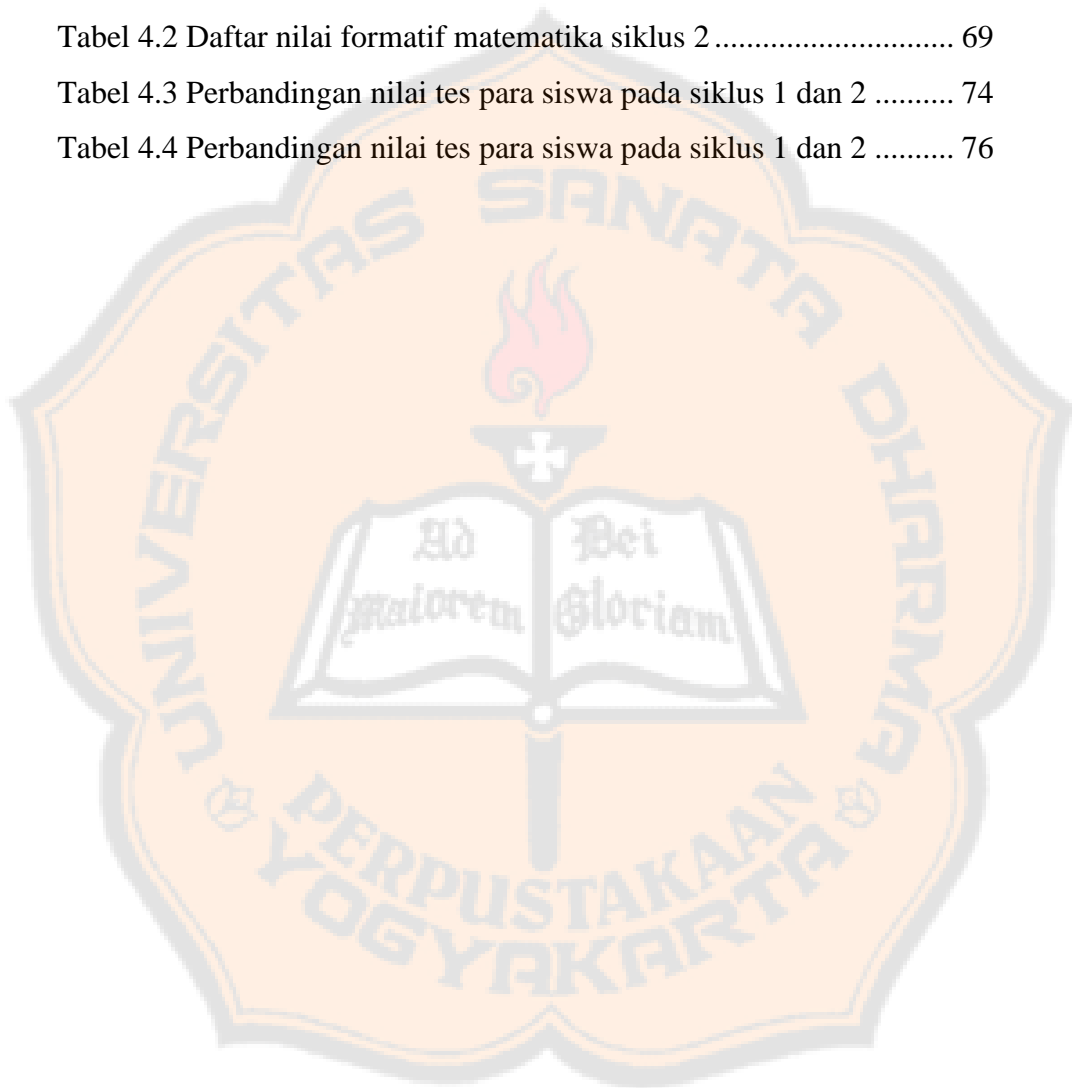 Tabel 4.2 Daftar nilai formatif matematika siklus 2 .............................. 69
Tabel 4.3 Perbandingan nilai tes para siswa pada siklus 1 dan 2 .......... 74
Tabel 4.4 Perbandingan nilai tes para siswa pada siklus 1 dan 2 .......... 76
UNIVERSITAS SANATA DHARMA
Ad Dei
Maiorem Gloriam
PERPUSTAKAAN
YOGYAKARTA